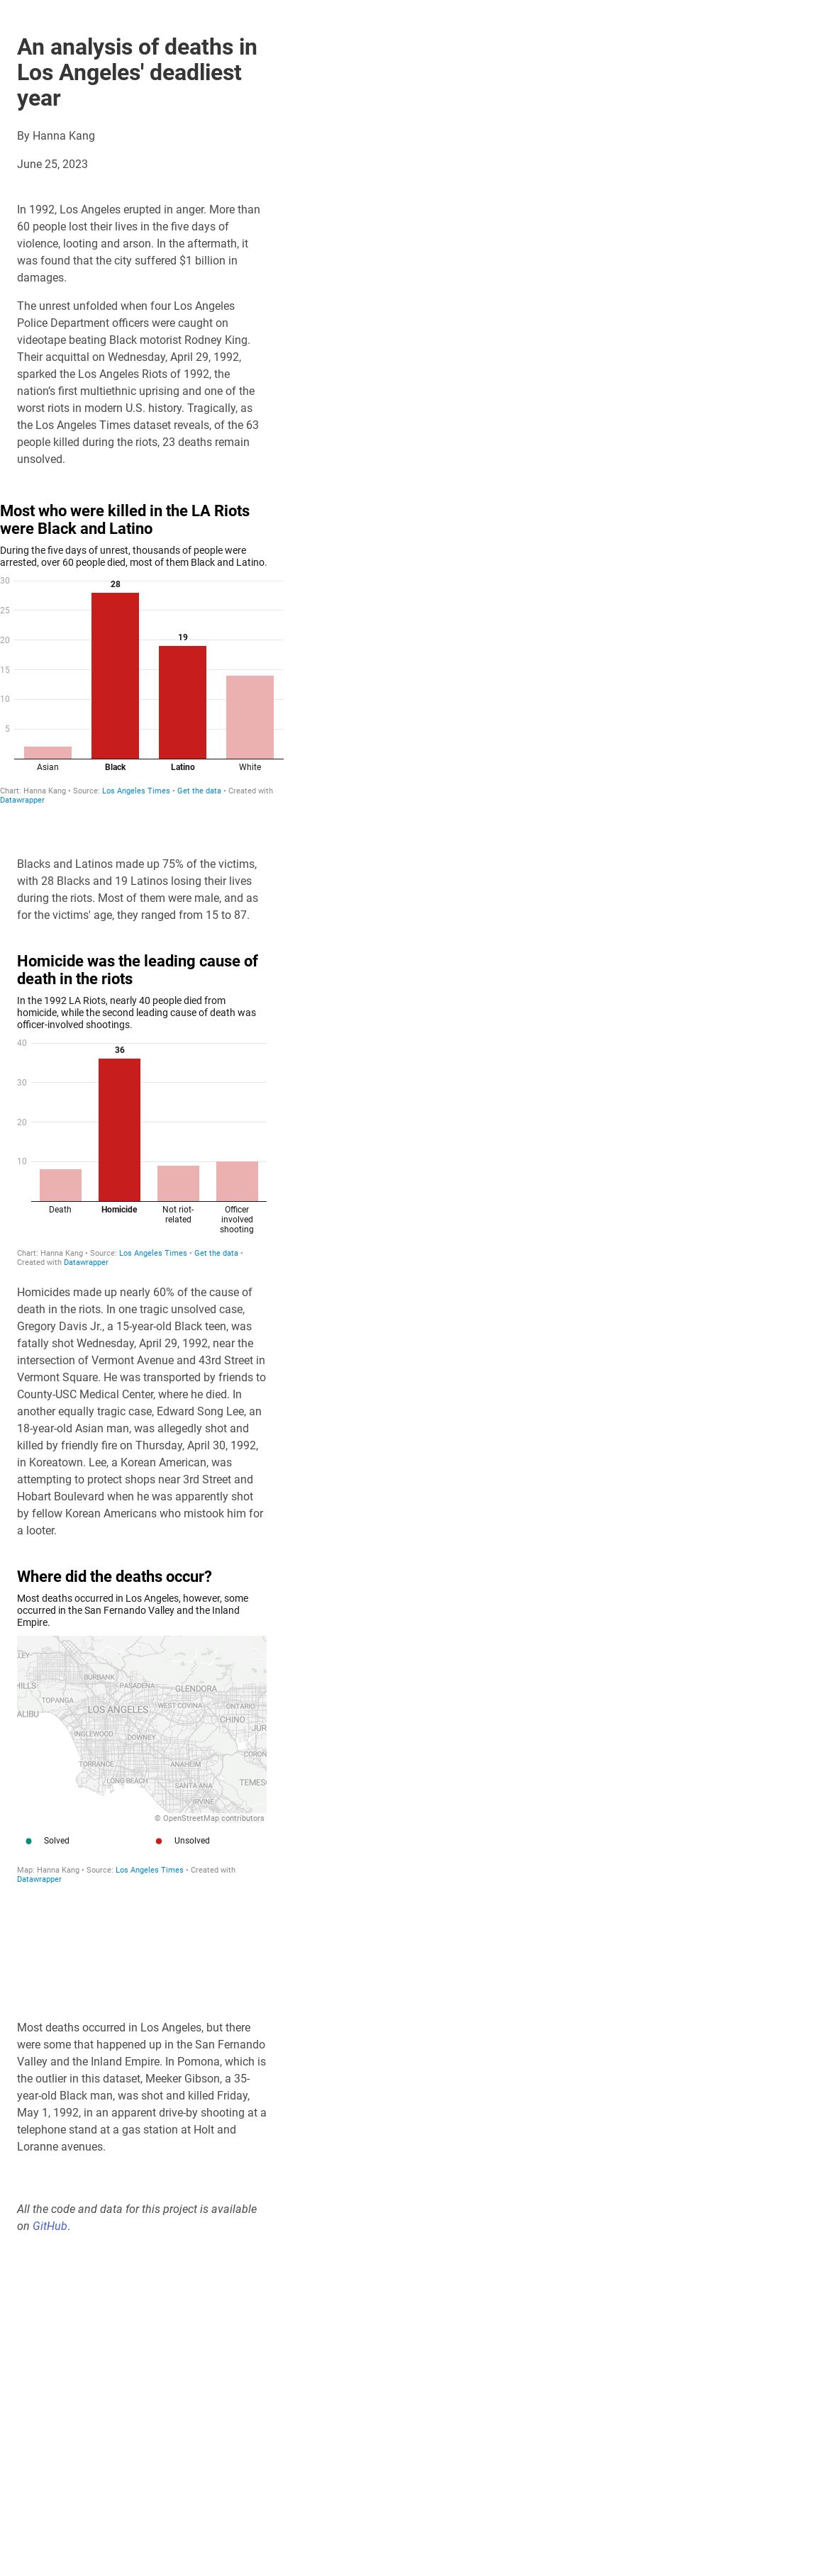 An analysis of deaths in
Los Angeles' deadliest
year
By Hanna Kang
June 25, 2023
In 1992, Los Angeles erupted in anger. More than
60 people lost their lives in the five days of
violence, looting and arson. In the aftermath, it
was found that the city suffered $1 billion in
damages.
The unrest unfolded when four Los Angeles
Police Department officers were caught on
videotape beating Black motorist Rodney King.
Their acquittal on Wednesday, April 29, 1992,
sparked the Los Angeles Riots of 1992, the
nation’s first multiethnic uprising and one of the
worst riots in modern U.S. history. Tragically, as
the Los Angeles Times dataset reveals, of the 63
people killed during the riots, 23 deaths remain
unsolved.
Most who were killed in the LA Riots
were Black and Latino
During the five days of unrest, thousands of people were
arrested, over 60 people died, most of them Black and Latino.
30
28
25
20
19
15
10
5
Asian Black Latino White
Chart: Hanna Kang • Source: Los Angeles Times • Get the data • Created with
Datawrapper
Blacks and Latinos made up 75% of the victims,
with 28 Blacks and 19 Latinos losing their lives
during the riots. Most of them were male, and as
for the victims' age, they ranged from 15 to 87.
Homicide was the leading cause of
death in the riots
In the 1992 LA Riots, nearly 40 people died from
homicide, while the second leading cause of death was
officer-involved shootings.
40
36
30
20
10
Death Homicide Not riot- Officer
related involved
shooting
Chart: Hanna Kang • Source: Los Angeles Times • Get the data •
Created with Datawrapper
Homicides made up nearly 60% of the cause of
death in the riots. In one tragic unsolved case,
Gregory Davis Jr., a 15-year-old Black teen, was
fatally shot Wednesday, April 29, 1992, near the
intersection of Vermont Avenue and 43rd Street in
Vermont Square. He was transported by friends to
County-USC Medical Center, where he died. In
another equally tragic case, Edward Song Lee, an
18-year-old Asian man, was allegedly shot and
killed by friendly fire on Thursday, April 30, 1992,
in Koreatown. Lee, a Korean American, was
attempting to protect shops near 3rd Street and
Hobart Boulevard when he was apparently shot
by fellow Korean Americans who mistook him for
a looter.
Where did the deaths occur?
Most deaths occurred in Los Angeles, however, some
occurred in the San Fernando Valley and the Inland
Empire.
LEY
BURBANK
HILLS PASADENA GLENDORA
TOPANGA WEST COVINA ONTARIO
ALIBU LOS ANGELES CHINO
JUR
INGLEWOOD DOWNEY
CORON
TORRANCE ANAHEIM
LONG BEACH SANTA ANA TEMESC
IRVINE
© OpenStreetMap contributors
Solved Unsolved
Map: Hanna Kang • Source: Los Angeles Times • Created with
Datawrapper
Most deaths occurred in Los Angeles, but there
were some that happened up in the San Fernando
Valley and the Inland Empire. In Pomona, which is
the outlier in this dataset, Meeker Gibson, a 35-
year-old Black man, was shot and killed Friday,
May 1, 1992, in an apparent drive-by shooting at a
telephone stand at a gas station at Holt and
Loranne avenues.
All the code and data for this project is available
on GitHub.